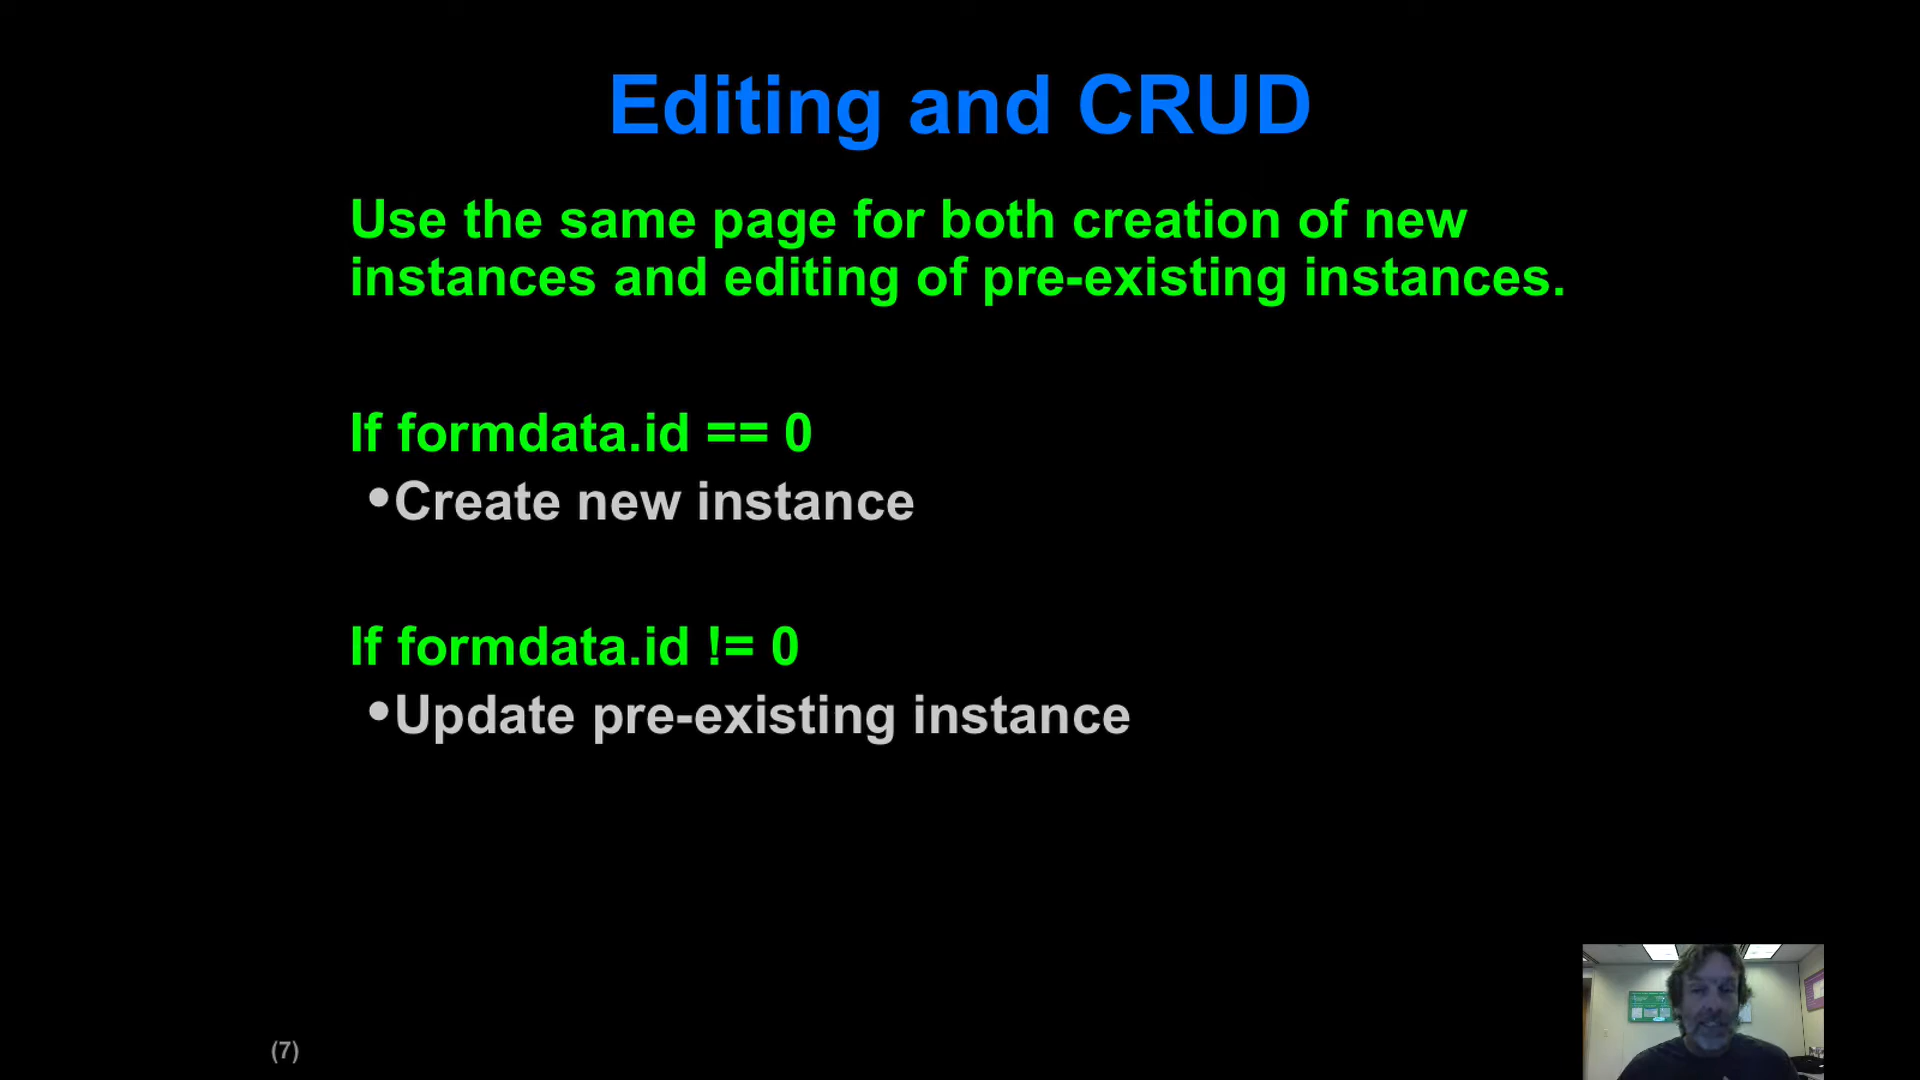 Editing and CRUD
Use the same page for both creation of new
instances and editing of pre-existing instances.
If formdata.id == 0
•Create new instance
If formdata.id != 0
•Update pre-existing instance
(7)